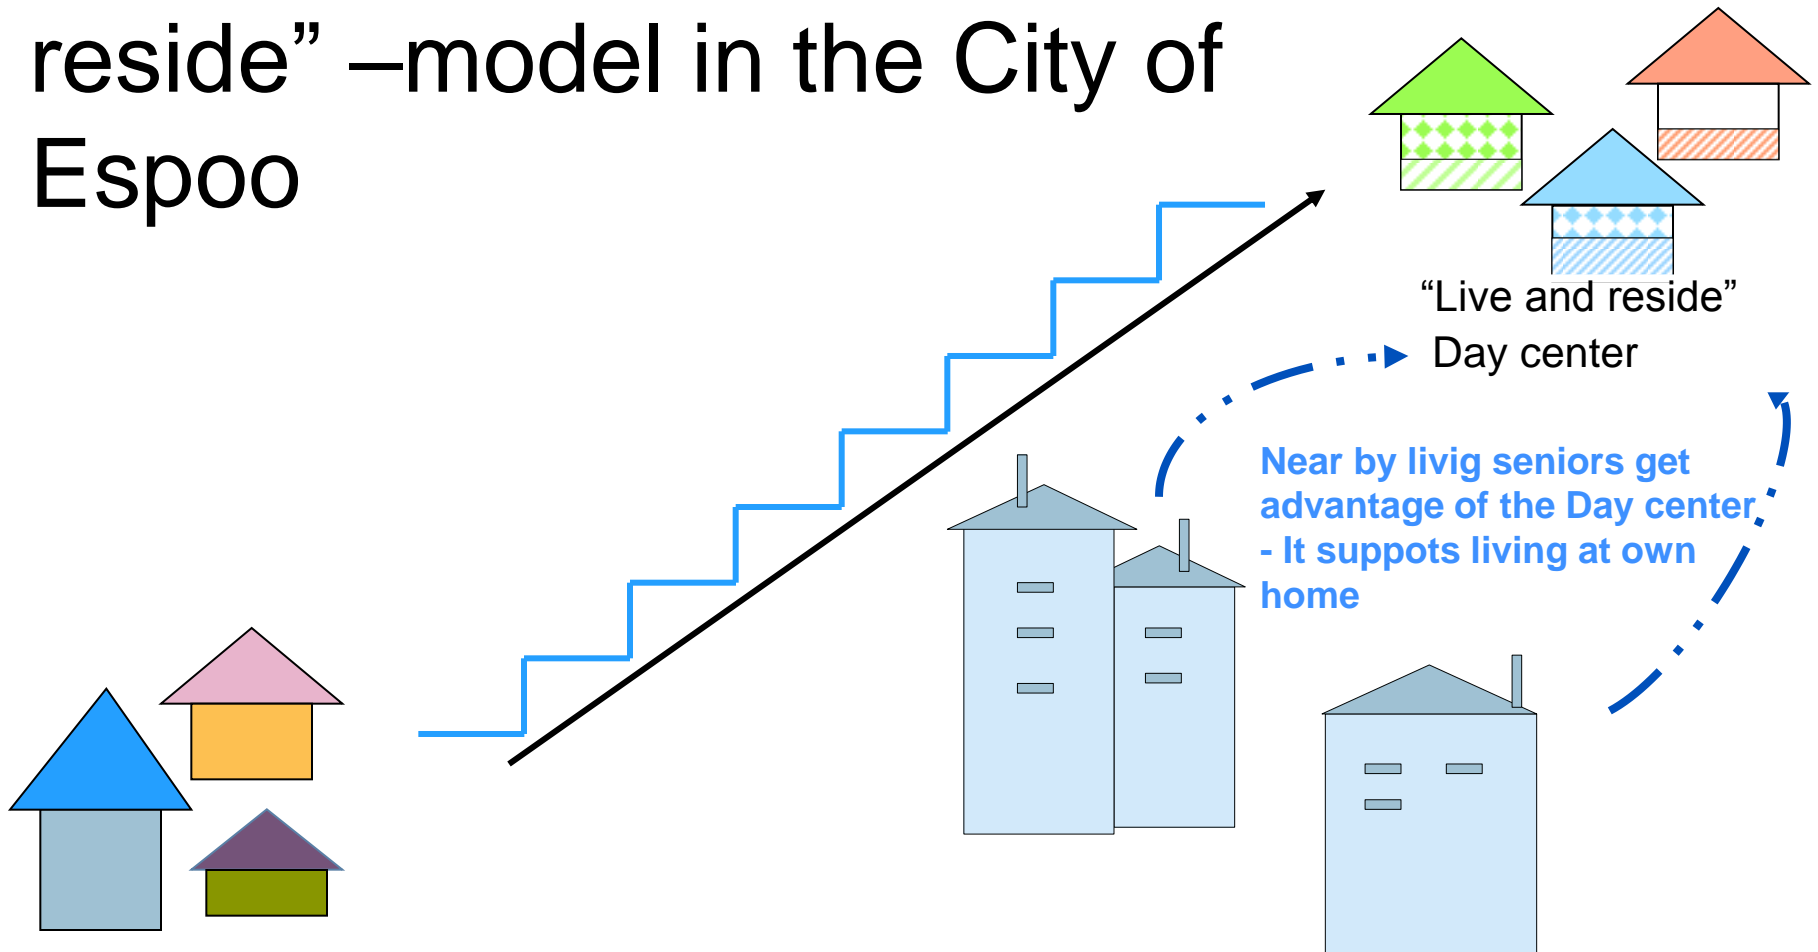 reside” –model in the City of
Espoo
“Live and reside”
Day center
Near by livig seniors get
advantage of the Day center
- It suppots living at own
home